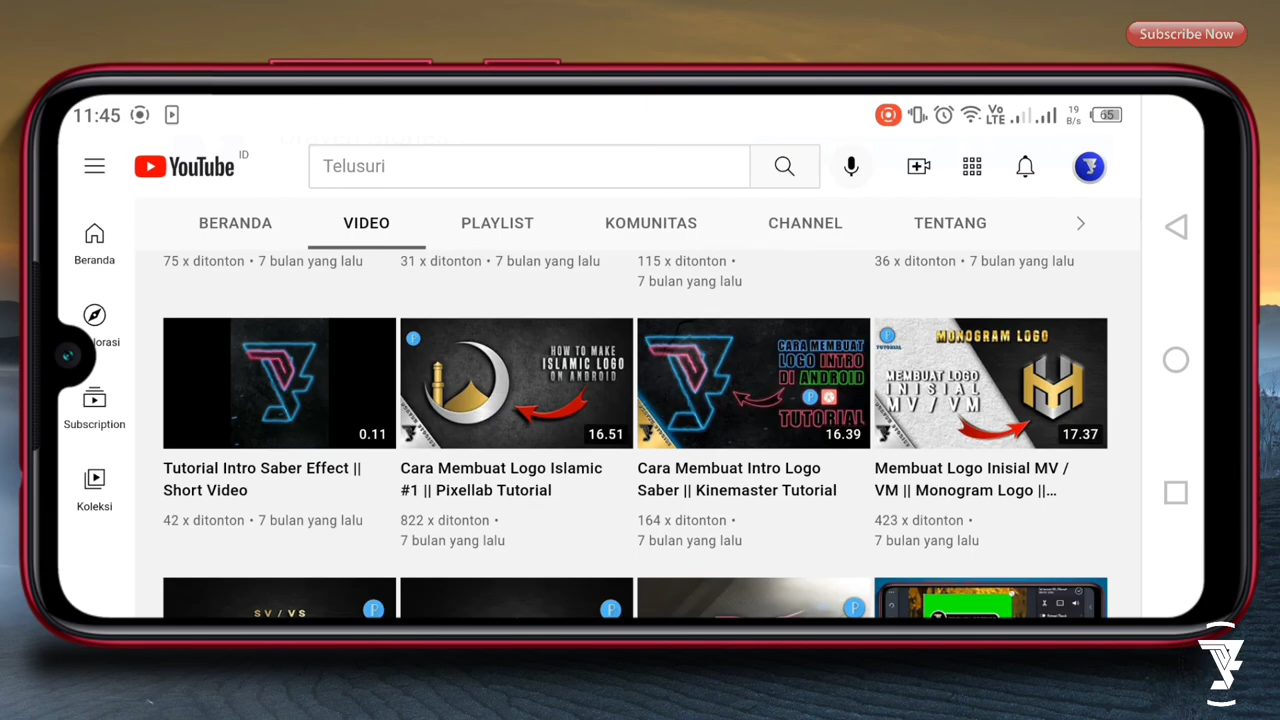 Subscribe Now
11:45
Vo
LTE
19
B/s
65
YouTube
ID
Telusuri
BERANDA
VIDEO
PLAYLIST
KOMUNITAS
CHANNEL
TENTANG
Beranda
orasi
Subscription
Koleksi
75 x ditonton • 7 bulan yang lalu
31 x ditonton • 7 bulan yang lalu
115 x ditonton •
7 bulan yang lalu
36 x ditonton • 7 bulan yang lalu
0.11
Tutorial Intro Saber Effect ||
Short Video
42 x ditonton • 7 bulan yang lalu
HOW TO MAKE
ISLAMIC LOGO
ON ANDROID
16.51
Cara Membuat Logo Islamic
#1 || Pixellab Tutorial
822 x ditonton •
7 bulan yang lalu
CARA MEMBUAT
LOGO INTRO
DI ANDROID
TUTORIAL
16.39
Cara Membuat Intro Logo
Saber || Kinemaster Tutorial
164 x ditonton •
7 bulan yang lalu
MONOGRAM LOGO
TUTORIAL
MEMBUAT LOGO
INISIAL
MV / VM
17.37
Membuat Logo Inisial MV /
VM || Monogram Logo ||...
423 x ditonton •
7 bulan yang lalu
SV / VS